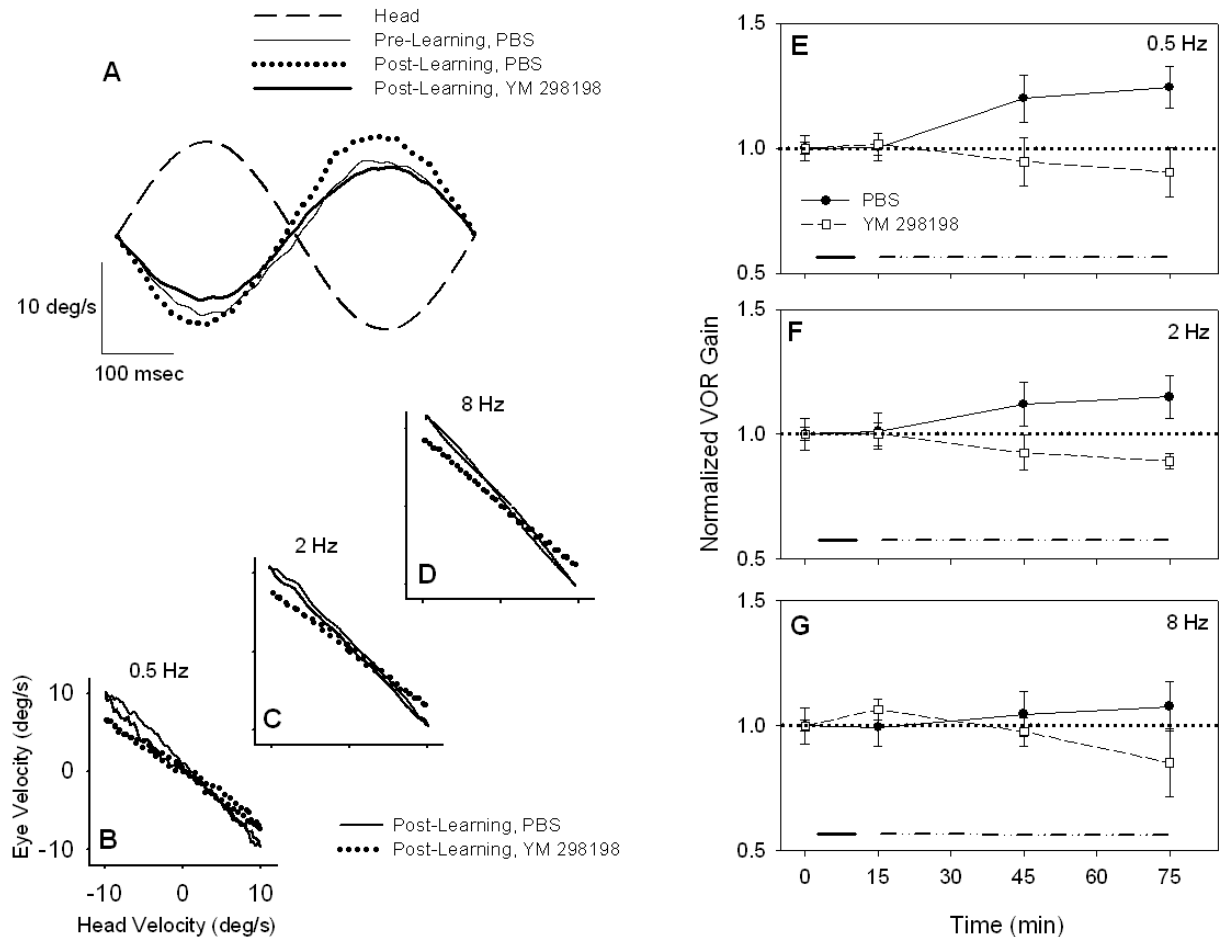 Head
Pre-Learning, PBS
Post-Learning, PBS
Post-Learning, YM 298198
A
10 deg/s
100 msec
8 Hz
D
2 Hz
C
0.5 Hz
10
0
-10
Eye Velocity (deg/s)
B
-10 0 10
Head Velocity (deg/s)
Post-Learning, PBS
Post-Learning, YM 298198
Normalized VOR Gain
E
0.5 Hz
1.5
1.0
0.5
PBS
YM 298198
F
2 Hz
1.5
1.0
0.5
G
8 Hz
1.5
1.0
0.5
0 15 30 45 60 75
Time (min)